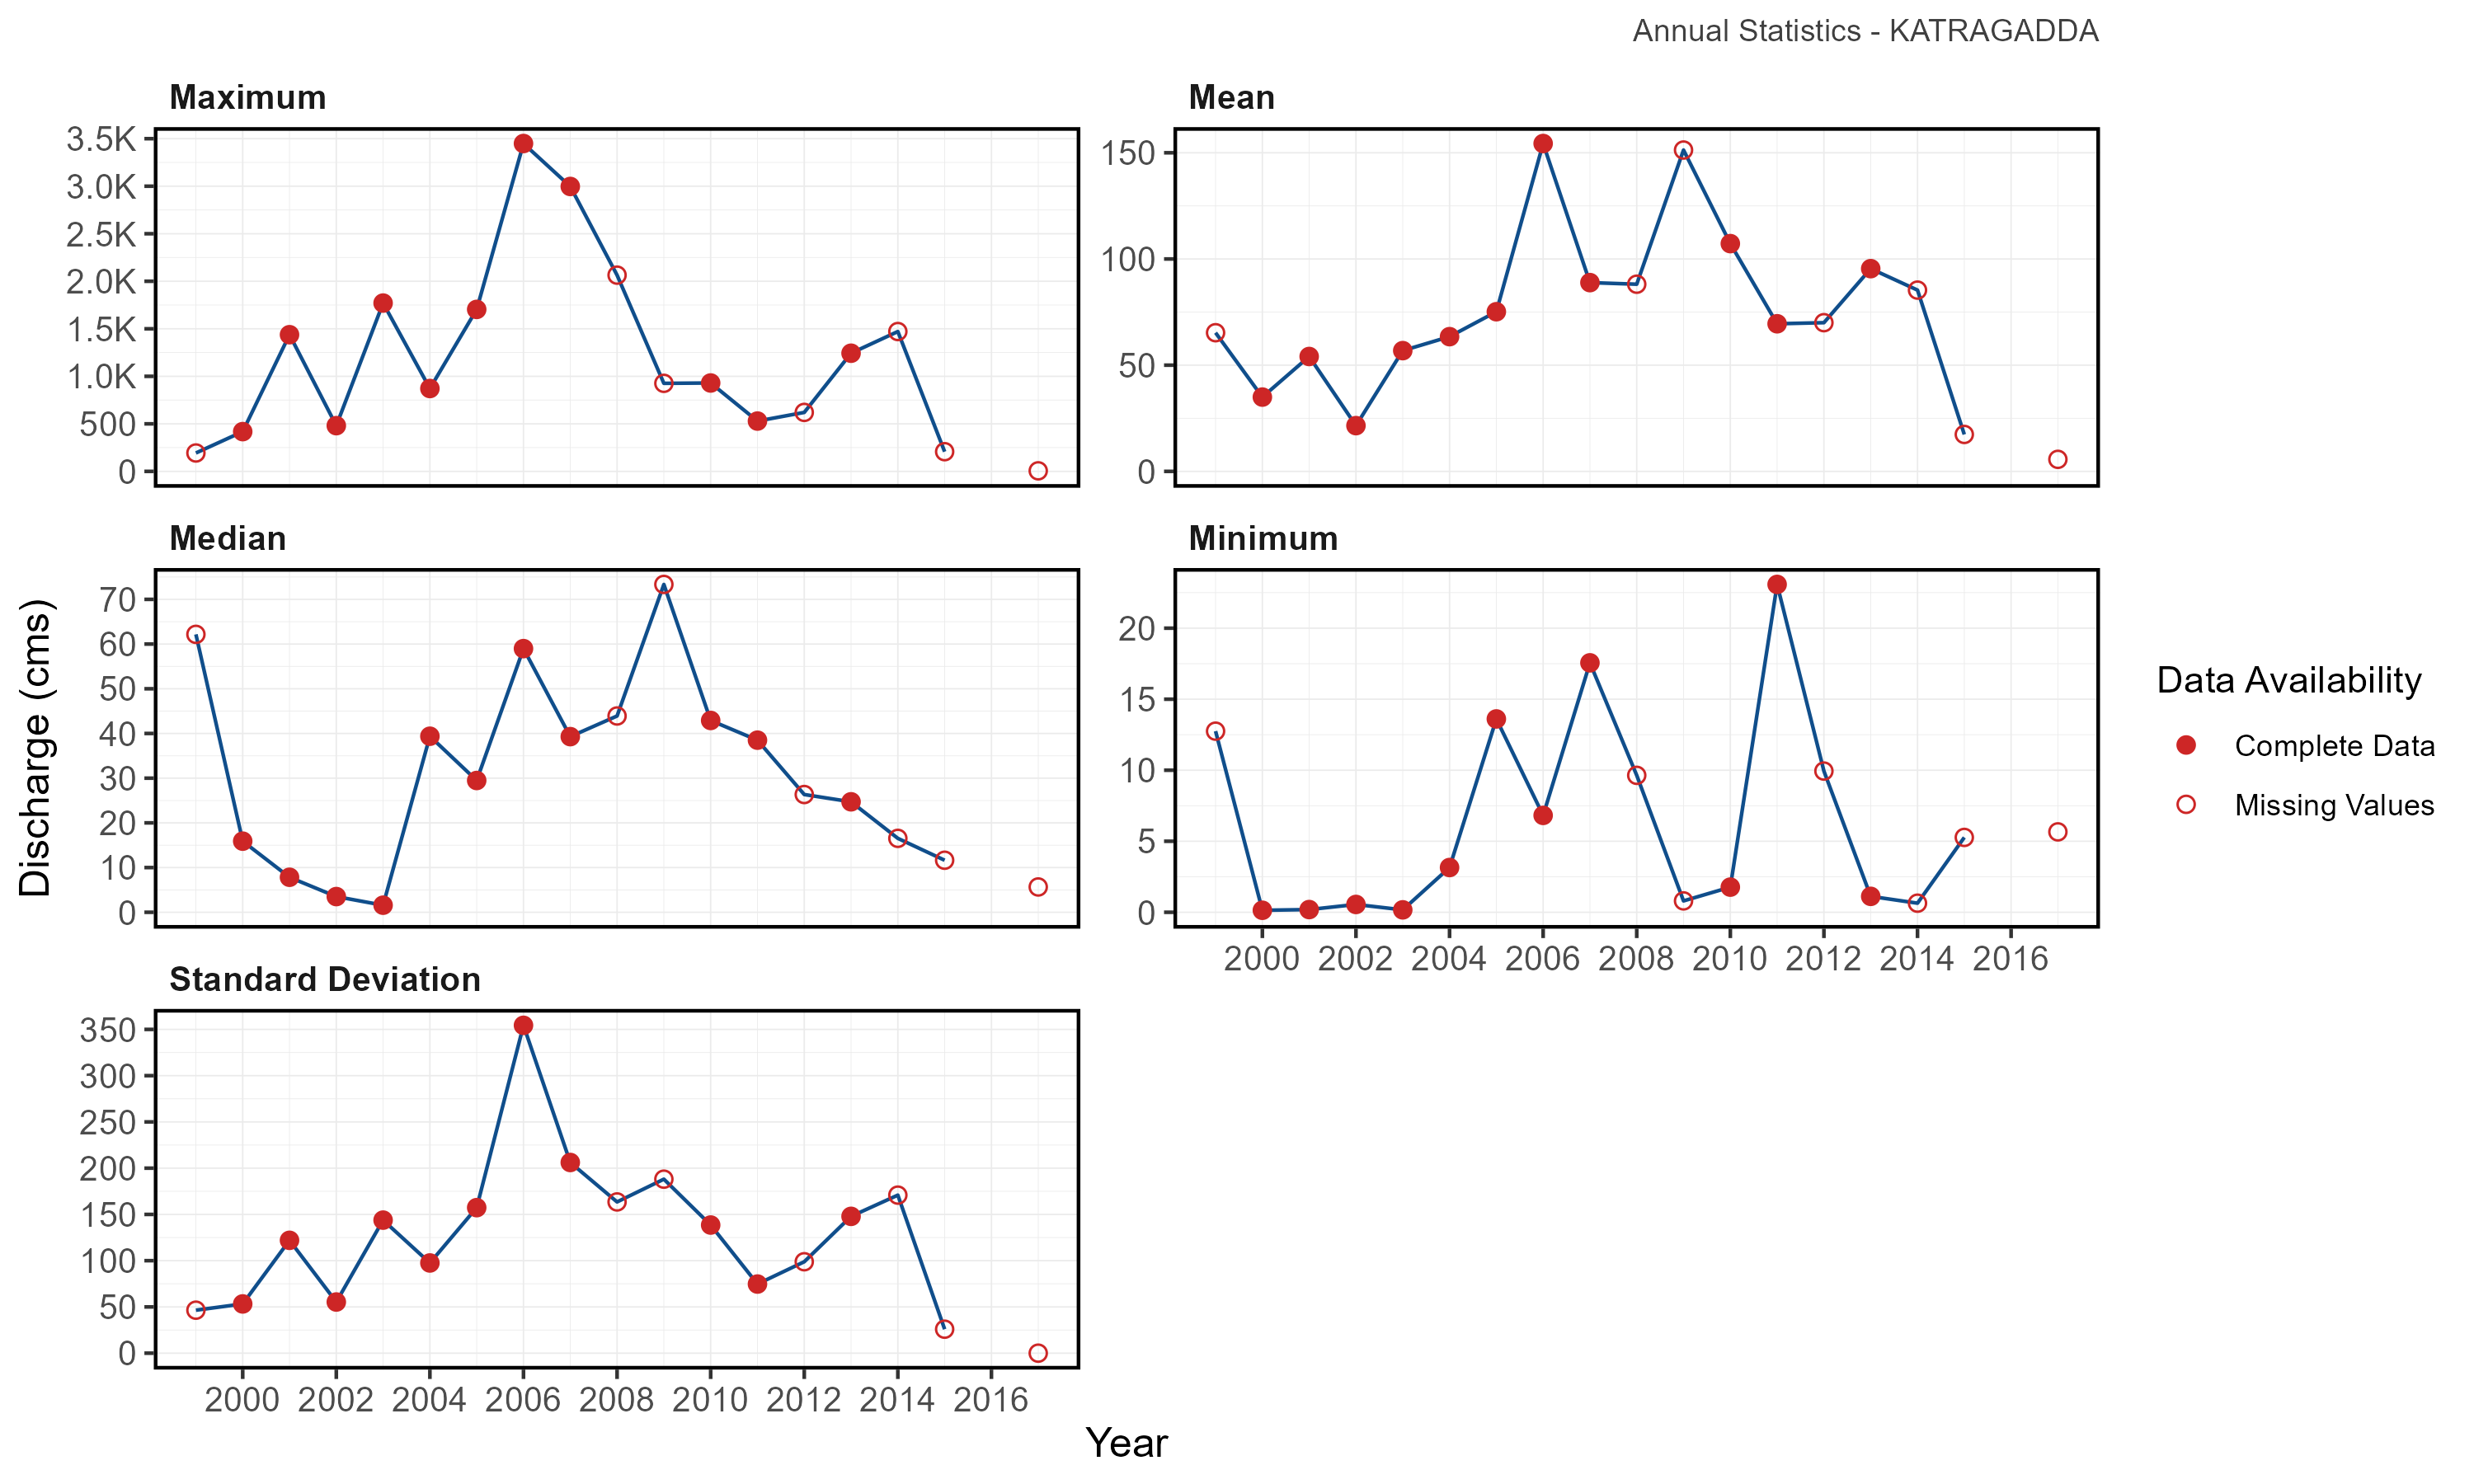 Annual Statistics - KATRAGADDA
Maximum
3.5K
3.0K
2.5K
2.0K
1.5K
1.0K
500
0
Mean
150
100
50
0
Discharge (cms)
Median
70
60
50
40
30
20
10
0
Minimum
20
15
10
5
0
2000 2002 2004 2006 2008 2010 2012 2014 2016
Data Availability
Complete Data
Missing Values
Standard Deviation
350
300
250
200
150
100
50
0
2000 2002 2004 2006 2008 2010 2012 2014 2016
Year